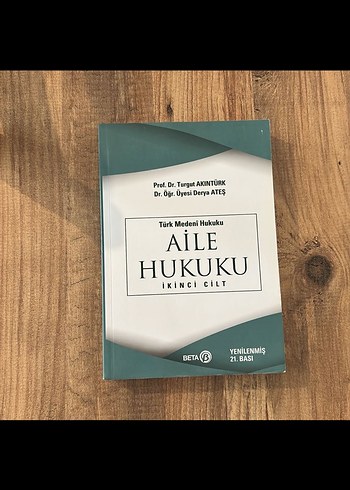 Prof. Dr. Turgut AKINTÜRK
Dr. Öğr. Üyesi Derya ATEŞ
Türk Medenî Hukuku
AİLE
HUKUKU
İKİNCİ CİLT
BETA
YENİLENMİŞ
21. BASI